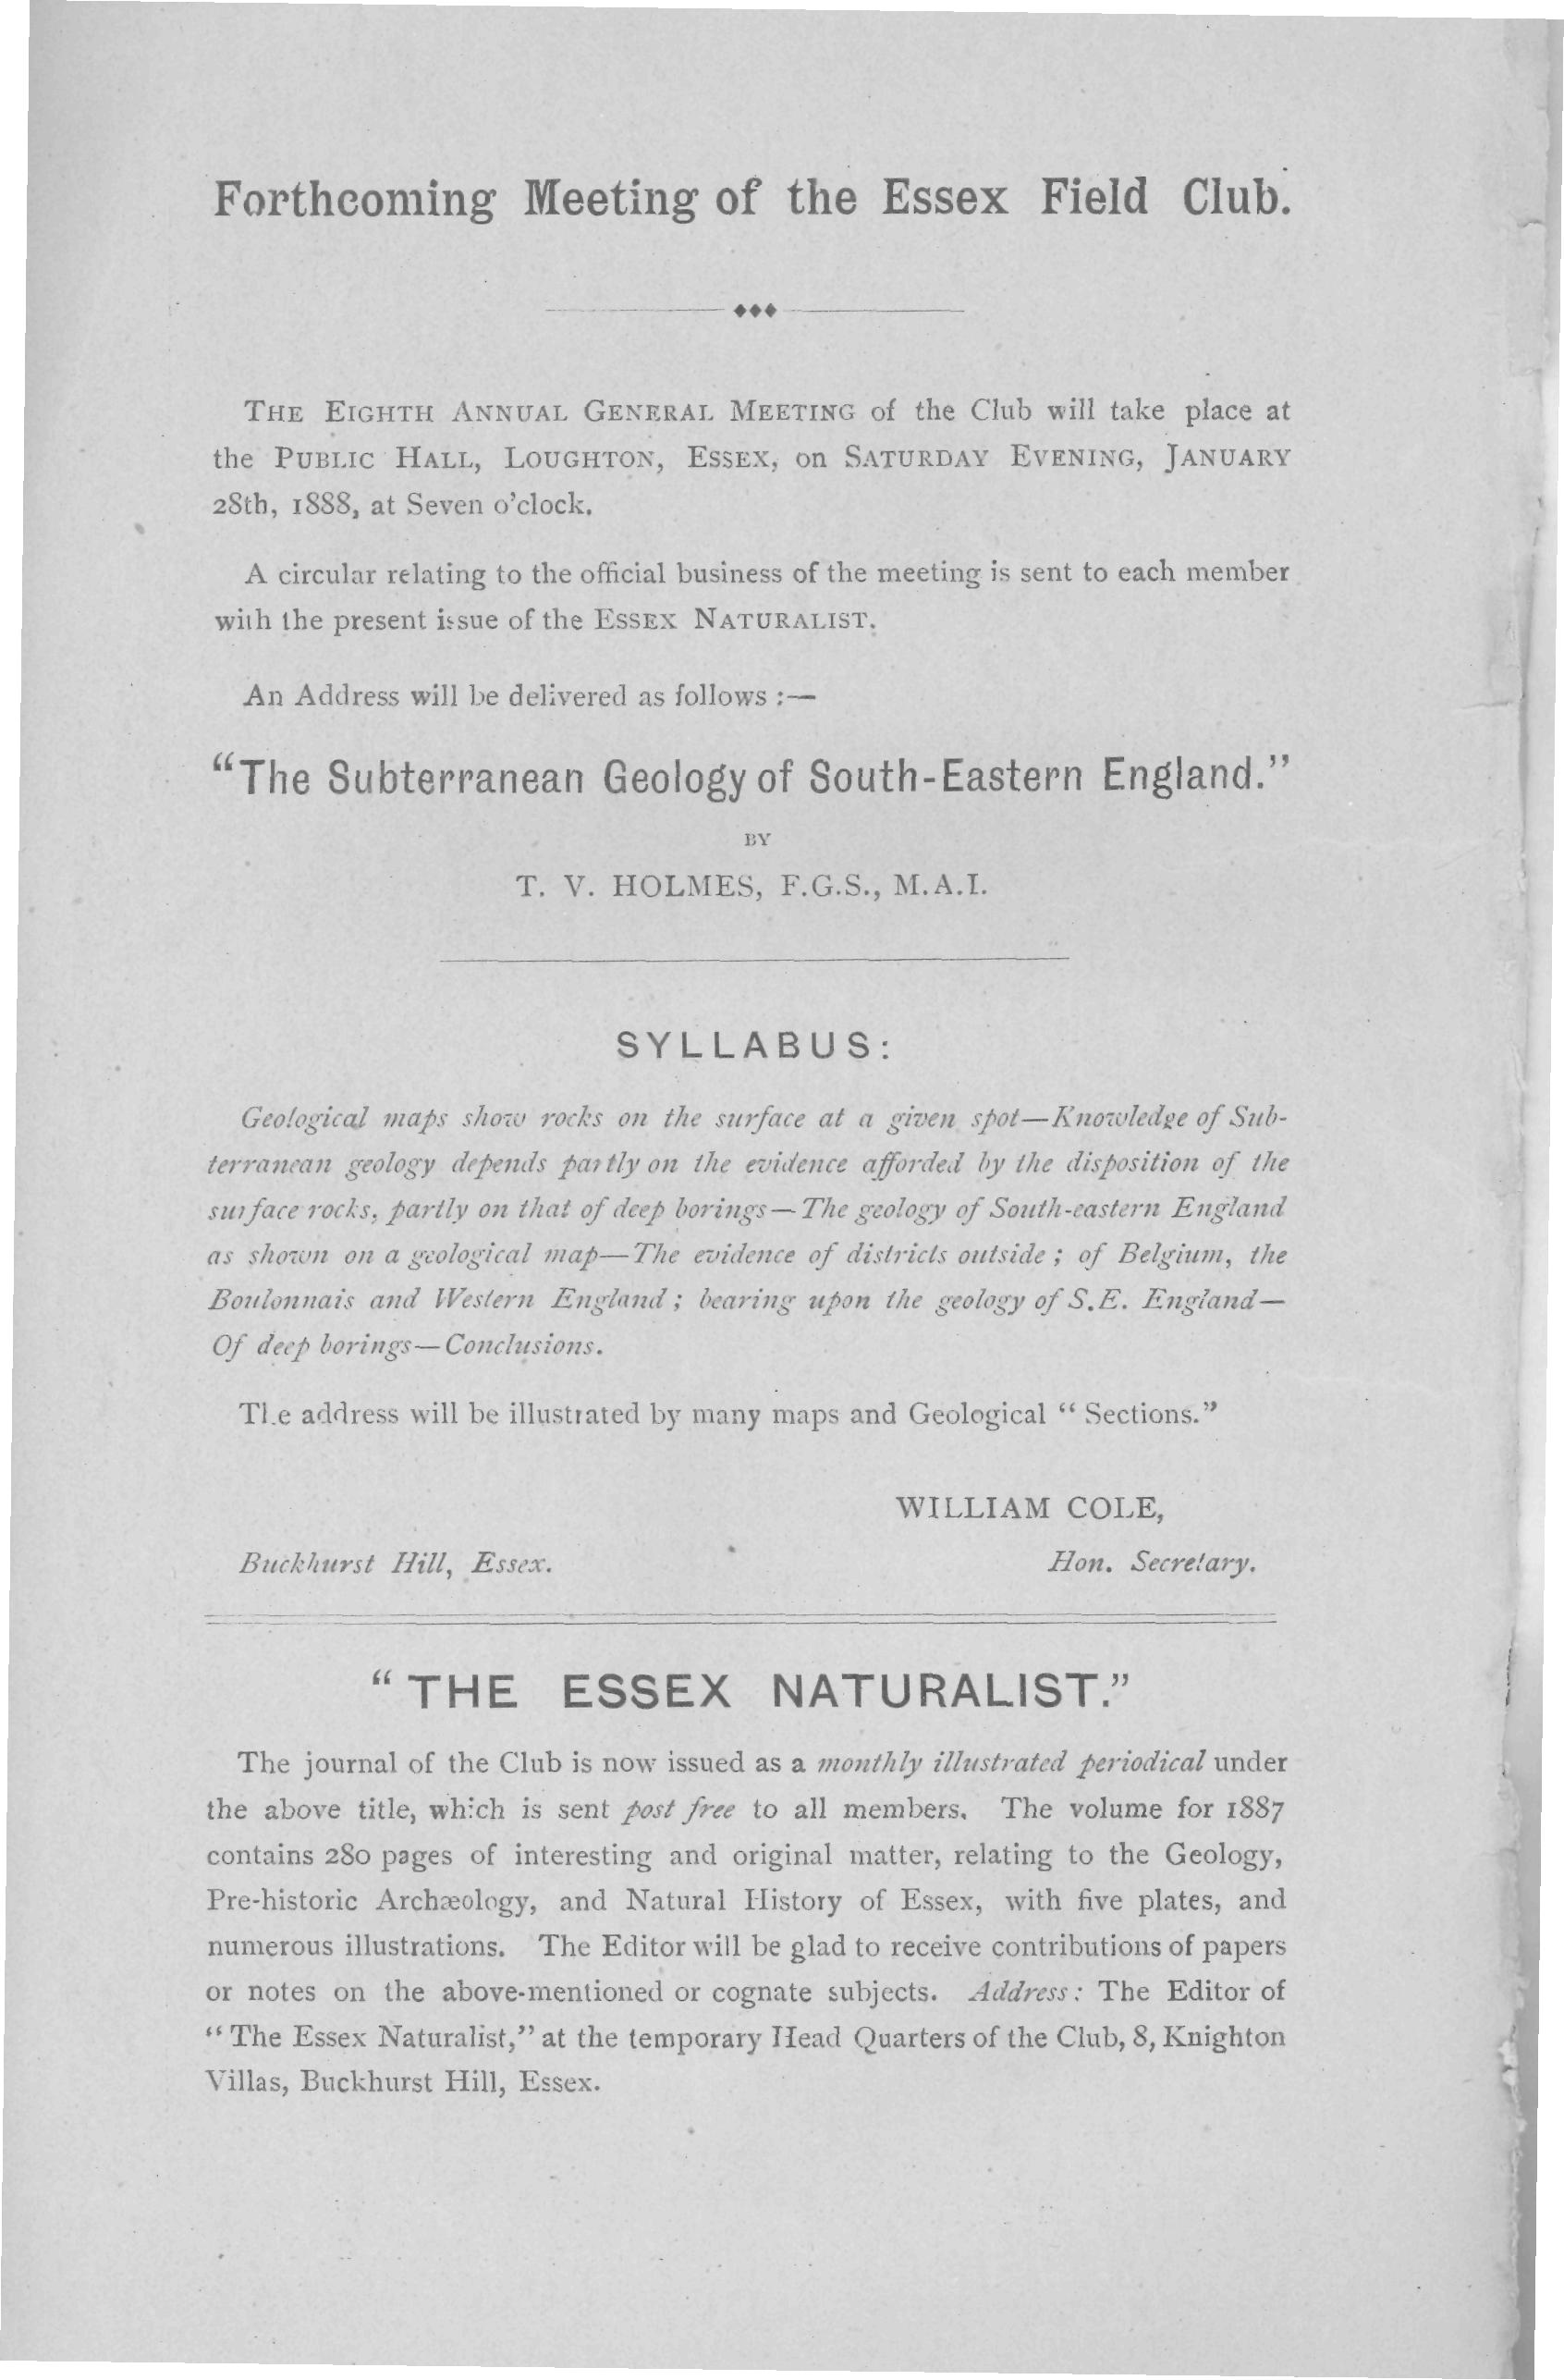 Forthcoming Meeting of the Essex Field Club.
THE EIGHTH ANNUAL GENERAL MEETING of the Club will take place at
the PUBLIC HALL, LOUGHTON, ESSEX, on SATURDAY EVENING, JANUARY
28th, 1888, at Seven o'clock.
A circular relating to the official business of the meeting is sent to each member
with the present issue of the ESSEX NATURALIST.
An Address will be delivered as follows :—
"The Subterranean Geology of South-Eastern England."
BY
T. V. HOLMES, F.G.S., M.A.I.
SYLLABUS:
Geological maps show rocks on the surface at a given spot—Knowledge of Sub-
terranean geology depends partly on the evidence afforded by the disposition of the
surface rocks, partly on that of deep borings—The geology of South-eastern England
as shown on a geological map—The evidence of districts outside ; of Belgium, the
Boulonnais and Western England ; bearing upon the geology of S.E. England—
Of deep borings—Conclusions.
The address will be illustrated by many maps and Geological " Sections."
WILLIAM COLE,
Buckhurst Hill, Essex. Hon. Secretary.
" THE ESSEX NATURALIST."
The journal of the Club is now issued as a monthly illustrated periodical under
the above title, which is sent post free to all members. The volume for 1887
contains 280 pages of interesting and original matter, relating to the Geology,
Pre-historic Archæology, and Natural History of Essex, with five plates, and
numerous illustrations. The Editor will be glad to receive contributions of papers
or notes on the above-mentioned or cognate subjects. Address: The Editor of
" The Essex Naturalist," at the temporary Head Quarters of the Club, 8, Knighton
Villas, Buckhurst Hill, Essex.